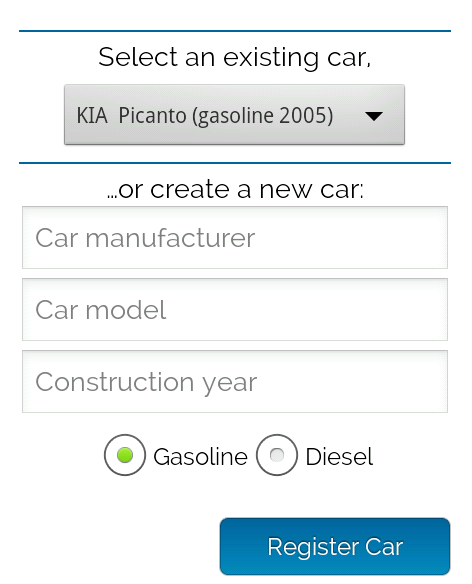 Select an existing car,
KIA  Picanto (gasoline 2005)
...or create a new car:
Car manufacturer
Car model
Construction year
Gasoline Diesel
Register Car